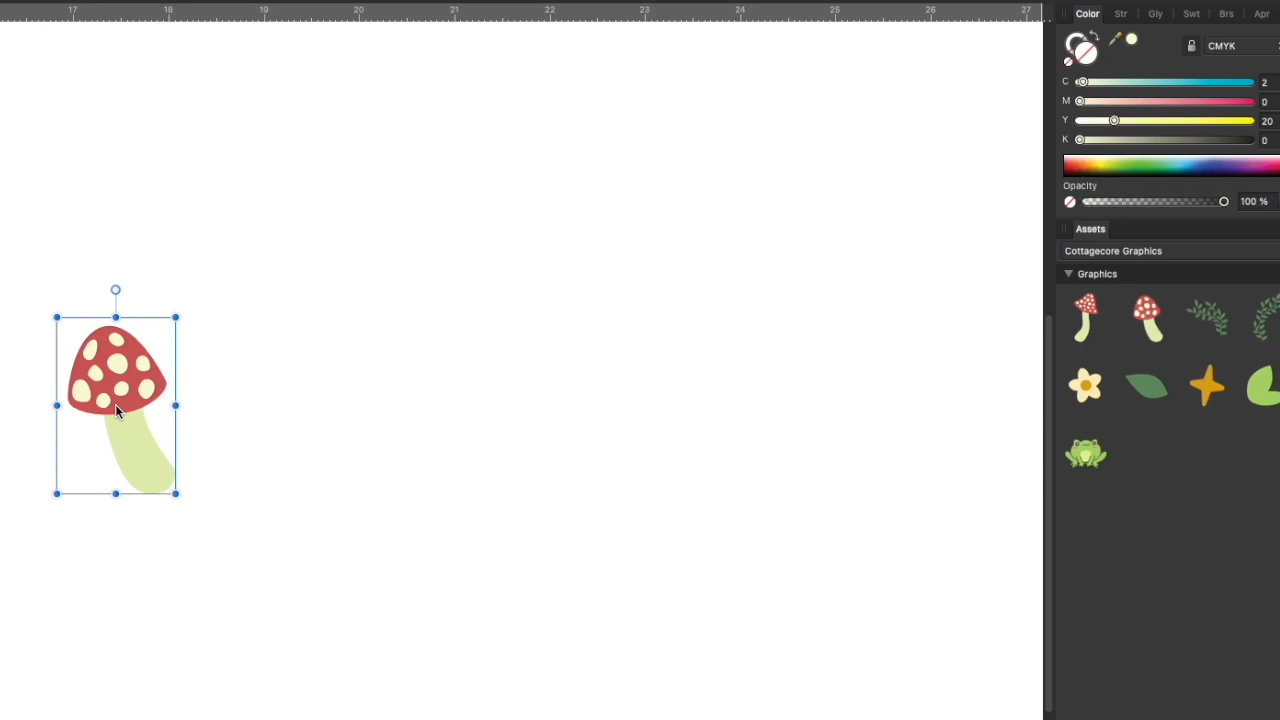 17 18 19 20 21 22 23 24 25 26 27
Color Str Gly Swt Brs Apr
CMYK
C 2
M 0
Y 20
K 0
Opacity
100 %
Assets
Cottagecore Graphics
Graphics